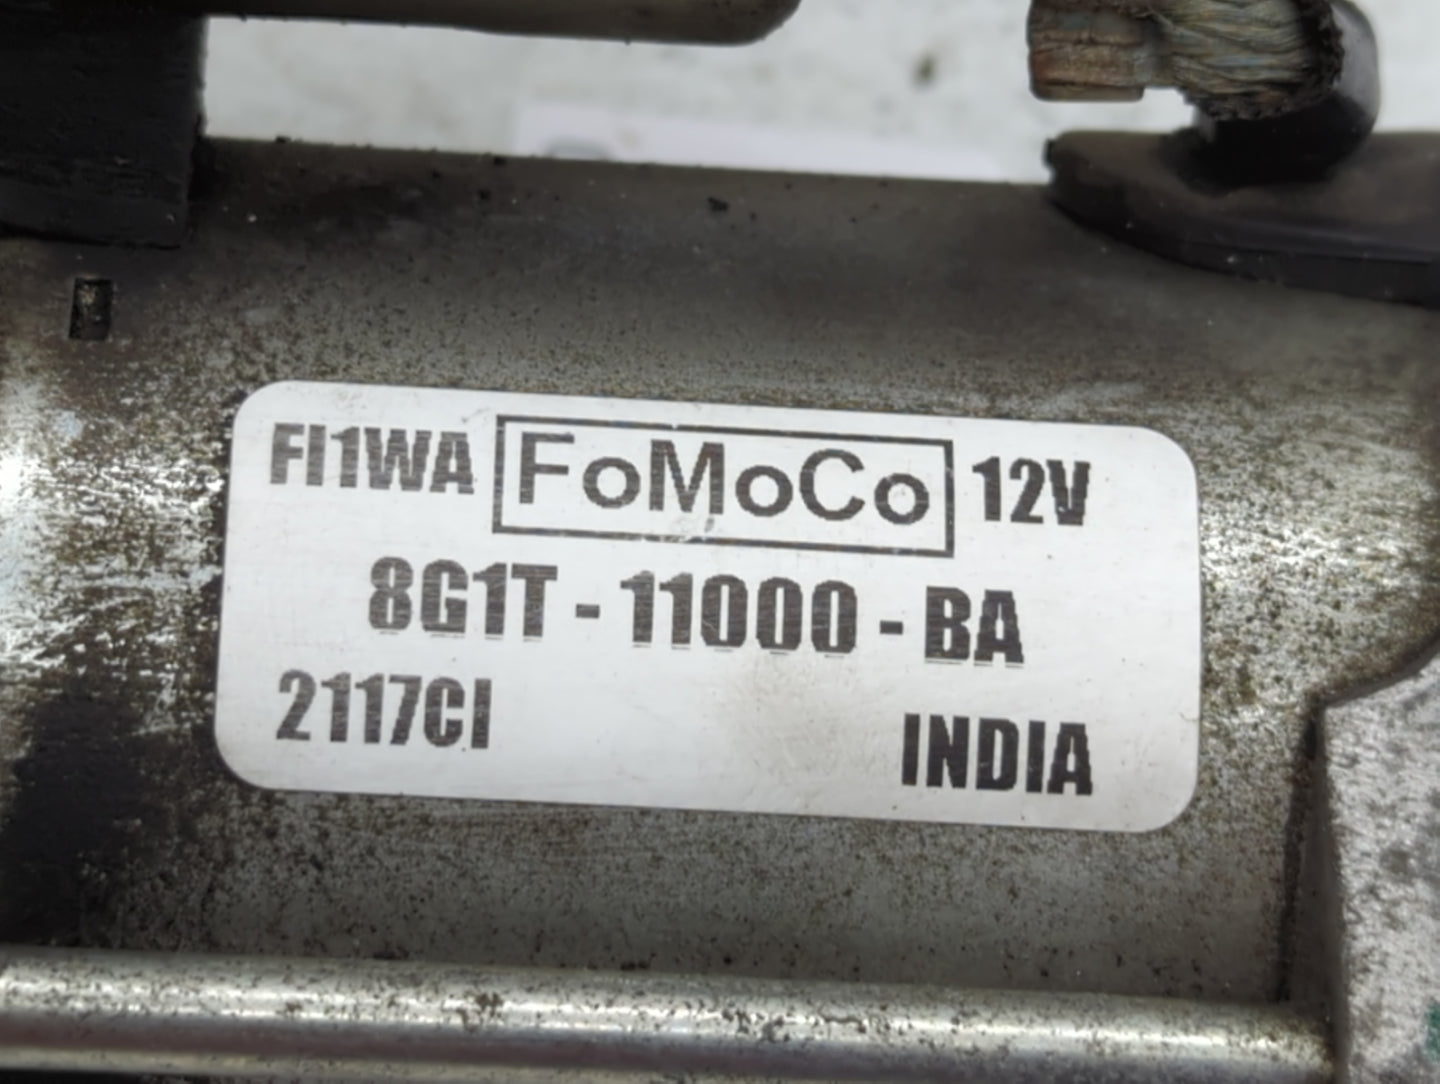 FI1WA FoMoCo 12V
8G1T - 11000 - BA
2117CI INDIA